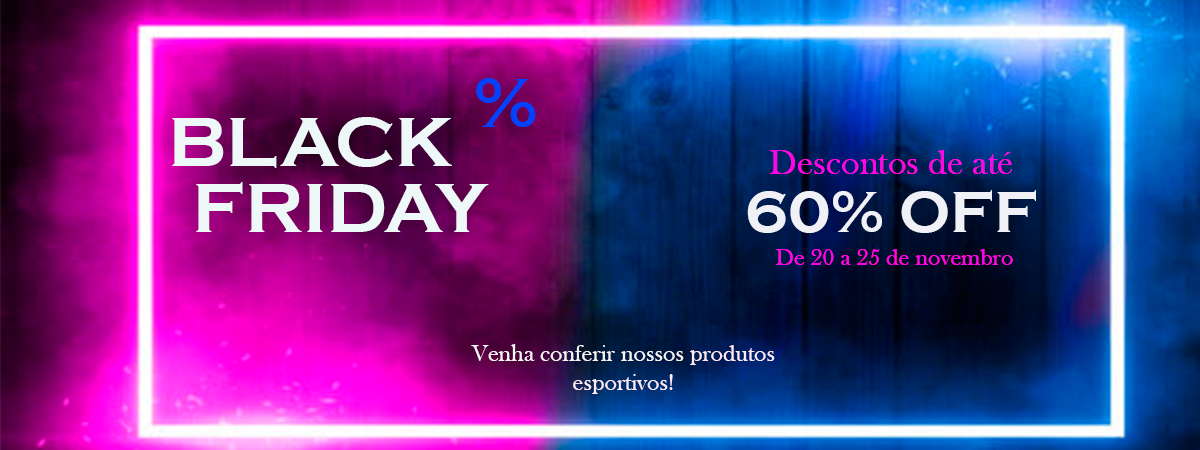 %
BLACK
FRIDAY
Descontos de até
60% OFF
De 20 a 25 de novembro
Venha conferir nossos produtos
esportivos!